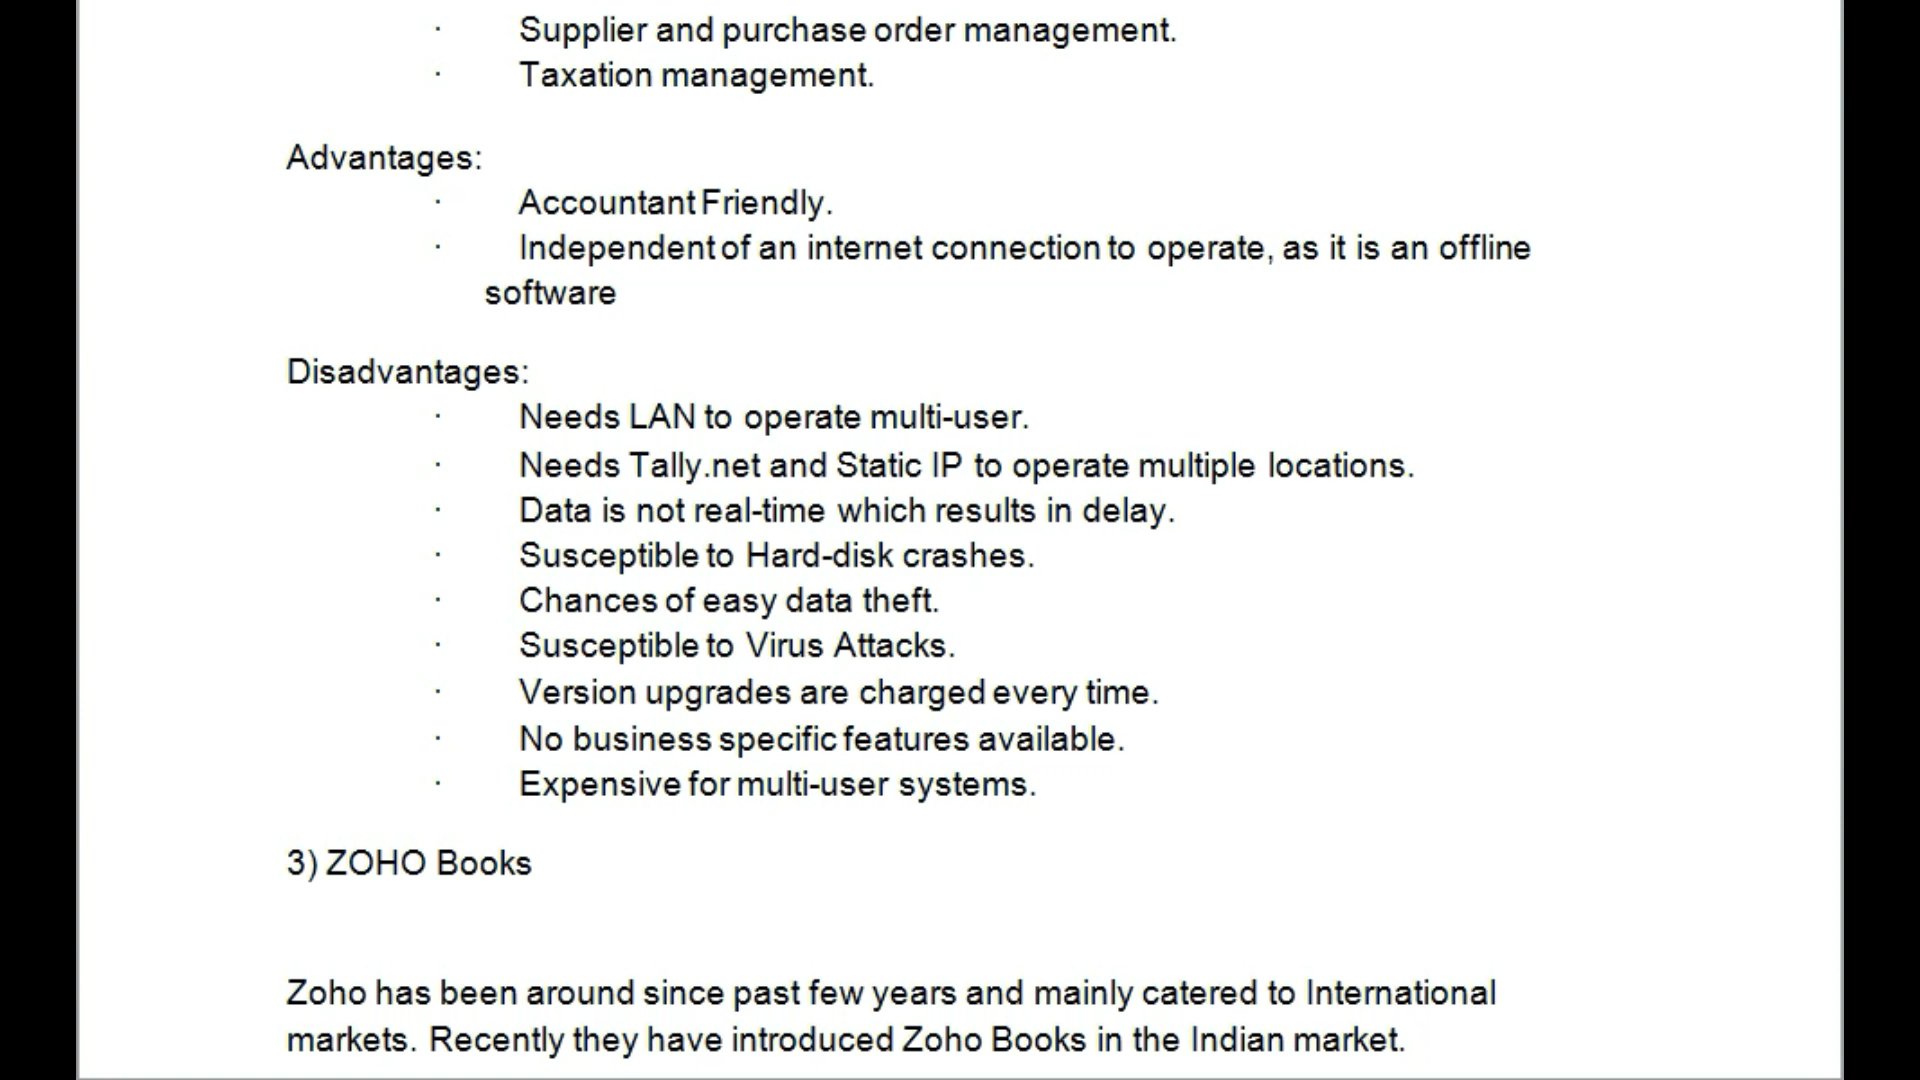 · Supplier and purchase order management.
· Taxation management.
Advantages:
· Accountant Friendly.
· Independent of an internet connection to operate, as it is an offline
software
Disadvantages:
· Needs LAN to operate multi-user.
· Needs Tally.net and Static IP to operate multiple locations.
· Data is not real-time which results in delay.
· Susceptible to Hard-disk crashes.
· Chances of easy data theft.
· Susceptible to Virus Attacks.
· Version upgrades are charged every time.
· No business specific features available.
· Expensive for multi-user systems.
3) ZOHO Books
Zoho has been around since past few years and mainly catered to International
markets. Recently they have introduced Zoho Books in the Indian market.